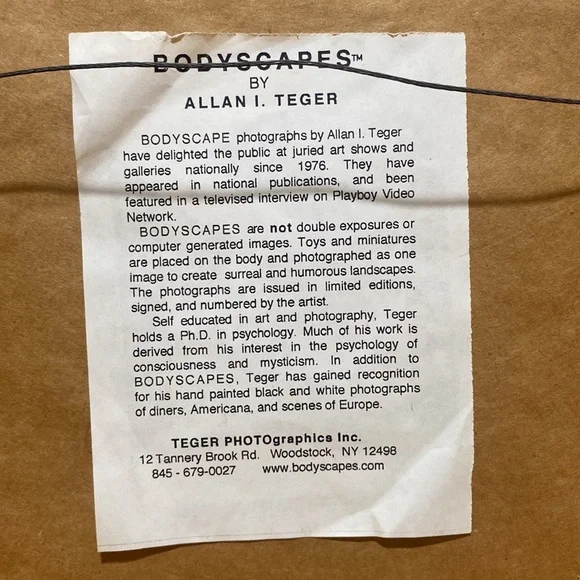 BODYSCAPES™
BY
ALLAN I. TEGER
BODYSCAPE photographs by Allan I. Teger
have delighted the public at juried art shows and
galleries nationally since 1976. They have
appeared in national publications, and been
featured in a televised interview on Playboy Video
Network.
BODYSCAPES are not double exposures or
computer generated images. Toys and miniatures
are placed on the body and photographed as one
image to create surreal and humorous landscapes.
The photographs are issued in limited editions,
signed, and numbered by the artist.
Self educated in art and photography, Teger
holds a Ph.D. in psychology. Much of his work is
derived from his interest in the psychology of
consciousness and mysticism. In addition to
BODYSCAPES, Teger has gained recognition
for his hand painted black and white photographs
of diners, Americana, and scenes of Europe.
TEGER PHOTOgraphics Inc.
12 Tannery Brook Rd. Woodstock, NY 12498
845 - 679-0027 www.bodyscapes.com